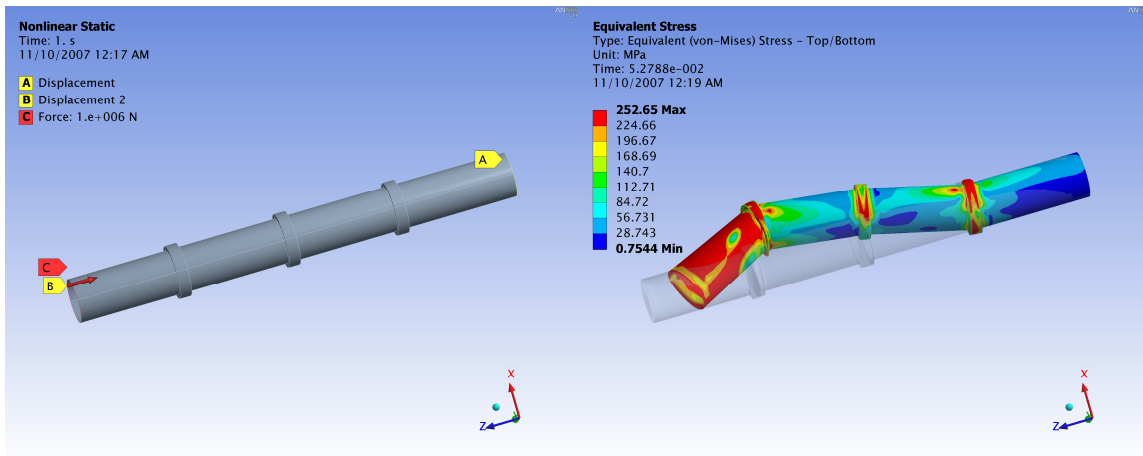 Nonlinear Static
Time: 1. s
11/10/2007 12:17 AM
A Displacement
B Displacement 2
C Force: 1.e+006 N
A
C
B
X
Z
Equivalent Stress
Type: Equivalent (von-Mises) Stress - Top/Bottom
Unit: MPa
Time: 5.2788e-002
11/10/2007 12:19 AM
252.65 Max
224.66
196.67
168.69
140.7
112.71
84.72
56.731
28.743
0.7544 Min
X
Z